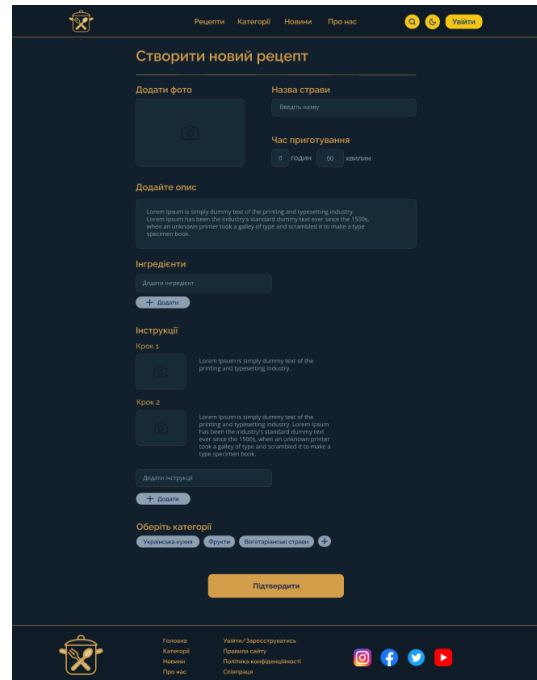 Рецепти Категорії Новини Про нас Увійти
Створити новий рецепт
Додати фото
Назва страви
Введіть назву
Час приготування
0 годин 00 хвилин
Додайте опис
Lorem Ipsum is simply dummy text of the printing and typesetting industry.
Lorem Ipsum has been the industry's standard dummy text ever since the 1500s,
when an unknown printer took a galley of type and scrambled it to make a type
specimen book.
Інгредієнти
Додати інгредієнт
+ Додати
Інструкції
Крок 1
Lorem Ipsum is simply dummy text of the
printing and typesetting industry.
Крок 2
Lorem Ipsum is simply dummy text of the
printing and typesetting industry. Lorem Ipsum
has been the industry's standard dummy text
ever since the 1500s, when an unknown printer
took a galley of type and scrambled it to make a
type specimen book.
Додати інструкції
+ Додати
Оберіть категорії
Українська кухня Фрукти Вегетаріанські страви +
Підтвердити
Головна
Категорії
Новини
Про нас
Увійти/Зареєструватись
Правила сайту
Політика конфіденційності
Співпраця